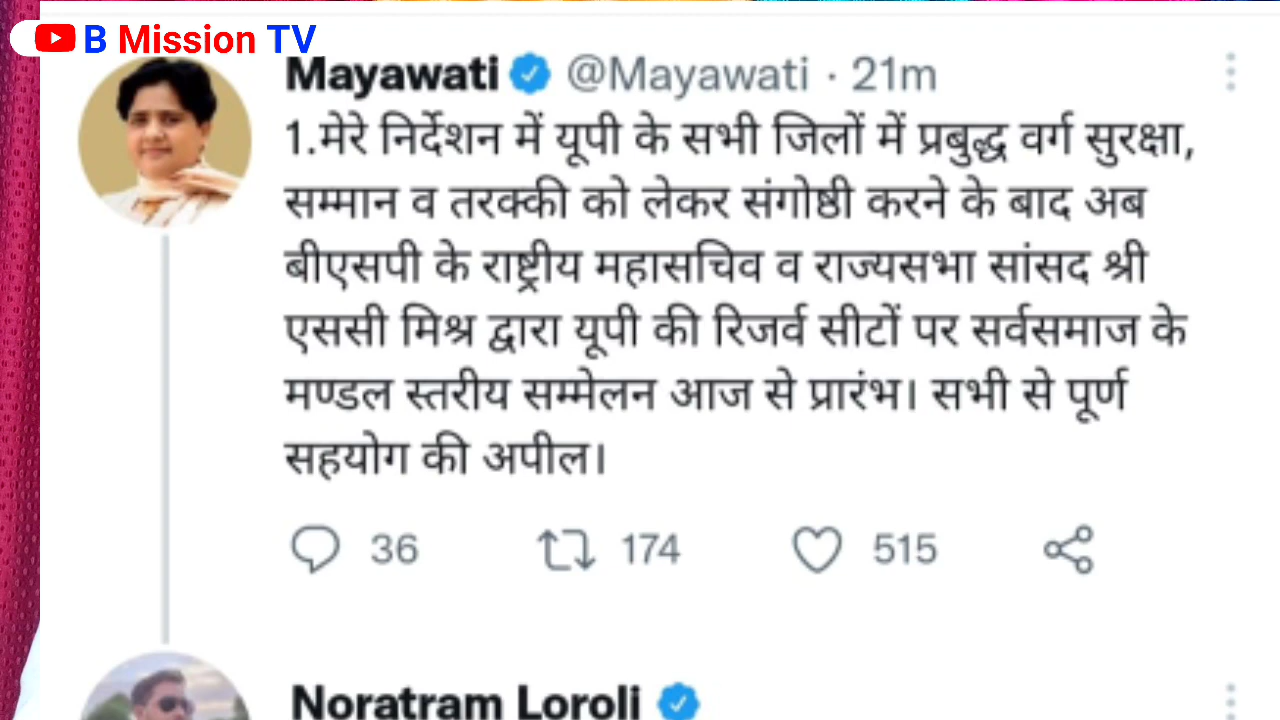 B Mission TV
Mayawati @Mayawati · 21m
1.मेरे निर्देशन में यूपी के सभी जिलों में प्रबुद्ध वर्ग सुरक्षा,
सम्मान व तरक्की को लेकर संगोष्ठी करने के बाद अब
बीएसपी के राष्ट्रीय महासचिव व राज्यसभा सांसद श्री
एससी मिश्र द्वारा यूपी की रिजर्व सीटों पर सर्वसमाज के
मण्डल स्तरीय सम्मेलन आज से प्रारंभ। सभी से पूर्ण
सहयोग की अपील।
36 174 515
Noratram Loroli